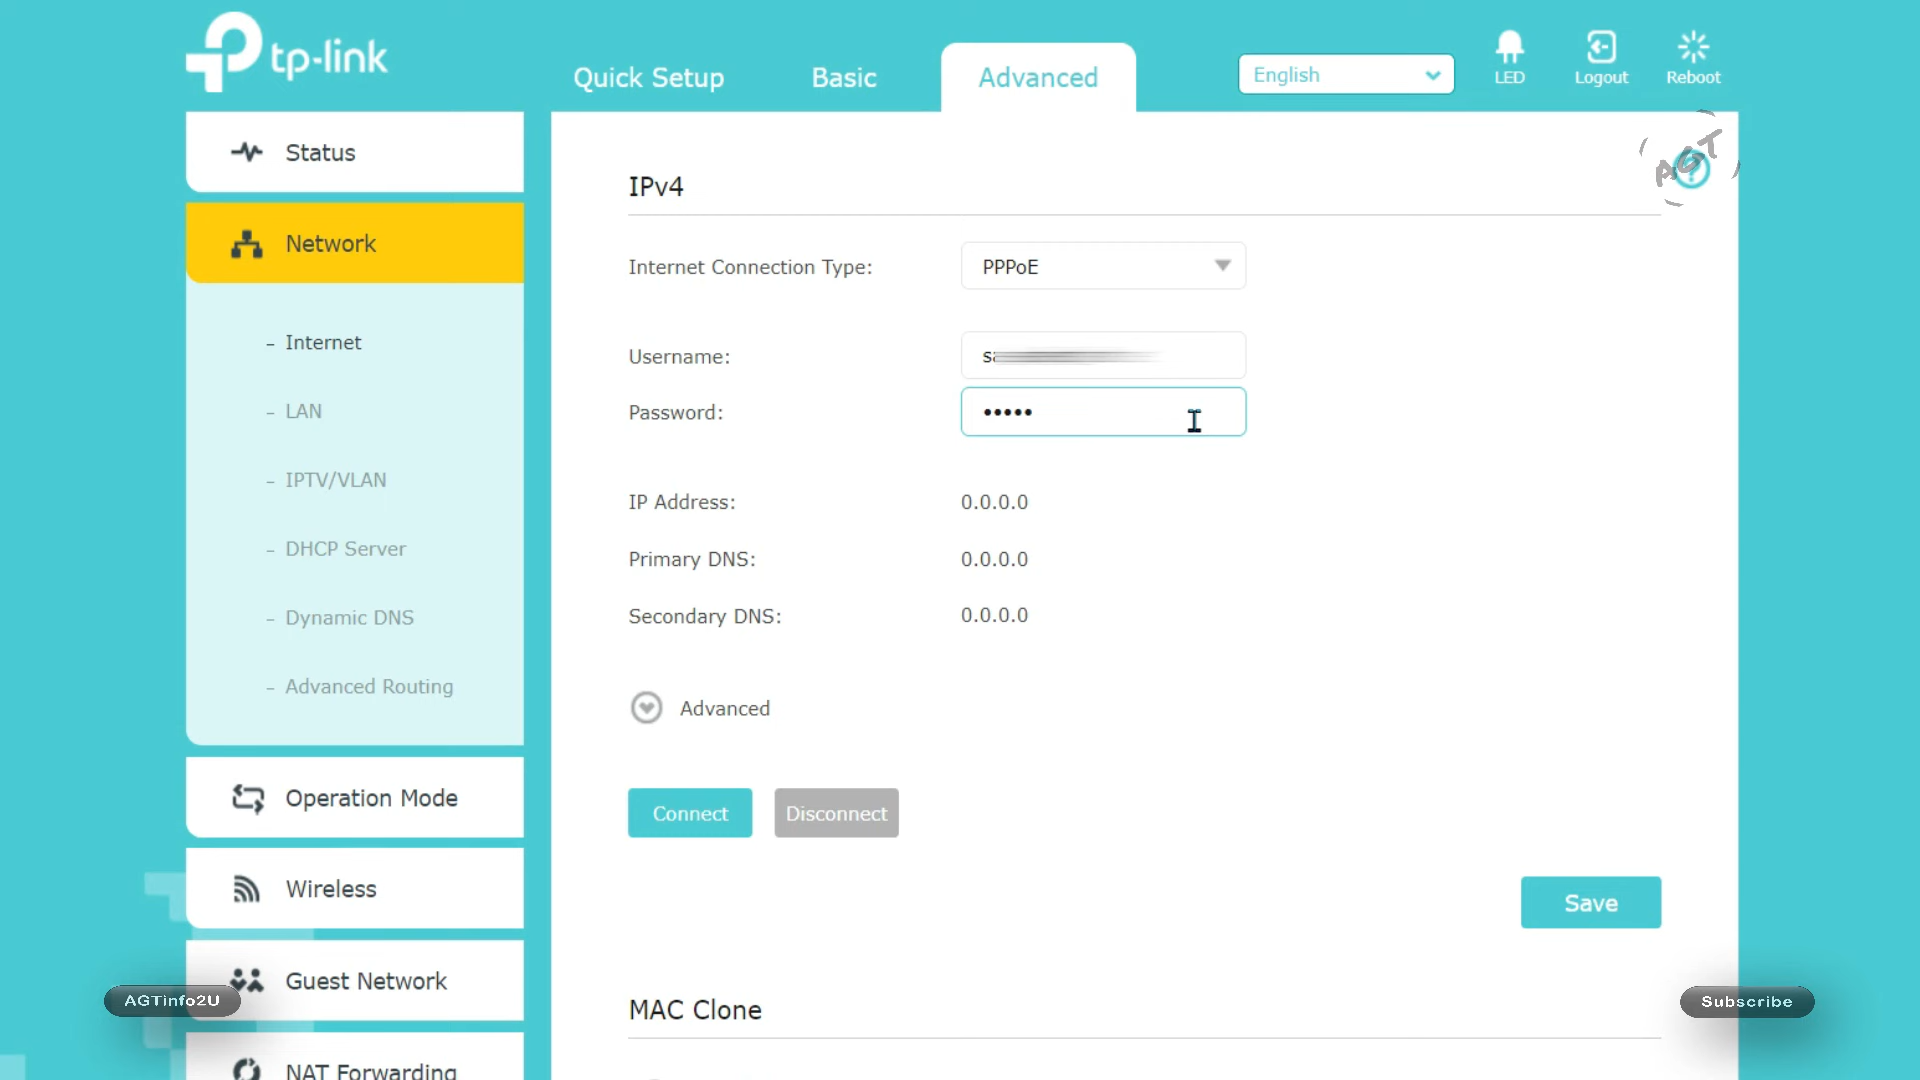 tp-link
Quick Setup
Basic
Advanced
English
LED
Logout
Reboot
AGT
Status
Network
- Internet
- LAN
- IPTV/VLAN
- DHCP Server
- Dynamic DNS
- Advanced Routing
Operation Mode
Wireless
Guest Network
NAT Forwarding
IPv4
Internet Connection Type: PPPoE
Username:
Password: •••••
IP Address: 0.0.0.0
Primary DNS: 0.0.0.0
Secondary DNS: 0.0.0.0
Advanced
Connect
Disconnect
Save
MAC Clone
AGTinfo2U
Subscribe